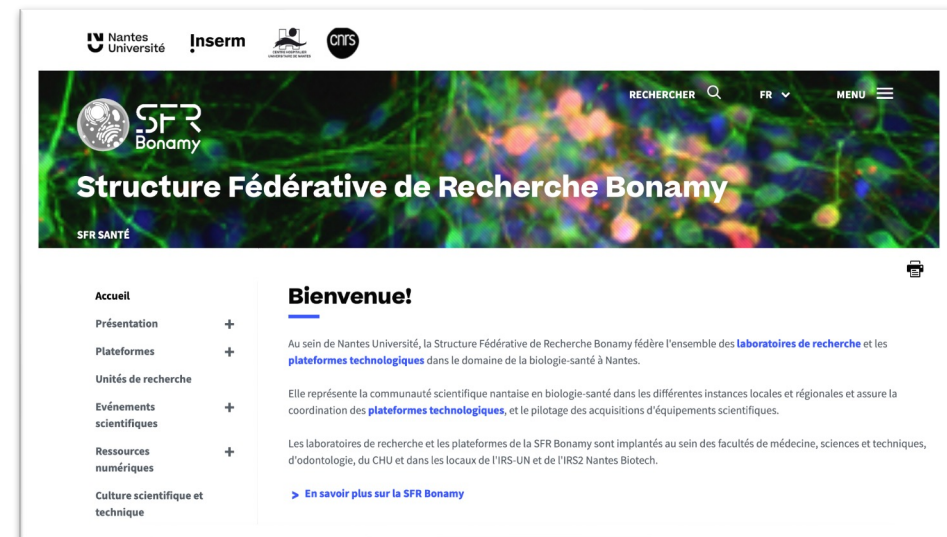 Nantes
Université
Inserm
CENTRE HOSPITALIER
UNIVERSITAIRE DE NANTES
cnrs
RECHERCHER
FR
MENU
SFR
Bonamy
Structure Fédérative de Recherche Bonamy
SFR SANTÉ
Accueil
Présentation +
Plateformes +
Unités de recherche
Evénements +
scientifiques
Ressources +
numériques
Culture scientifique et
technique
Bienvenue!
Au sein de Nantes Université, la Structure Fédérative de Recherche Bonamy fédère l'ensemble des laboratoires de recherche et les
plateformes technologiques dans le domaine de la biologie-santé à Nantes.
Elle représente la communauté scientifique nantaise en biologie-santé dans les différentes instances locales et régionales et assure la
coordination des plateformes technologiques, et le pilotage des acquisitions d'équipements scientifiques.
Les laboratoires de recherche et les plateformes de la SFR Bonamy sont implantés au sein des facultés de médecine, sciences et techniques,
d'odontologie, du CHU et dans les locaux de l'IRS-UN et de l'IRS2 Nantes Biotech.
> En savoir plus sur la SFR Bonamy